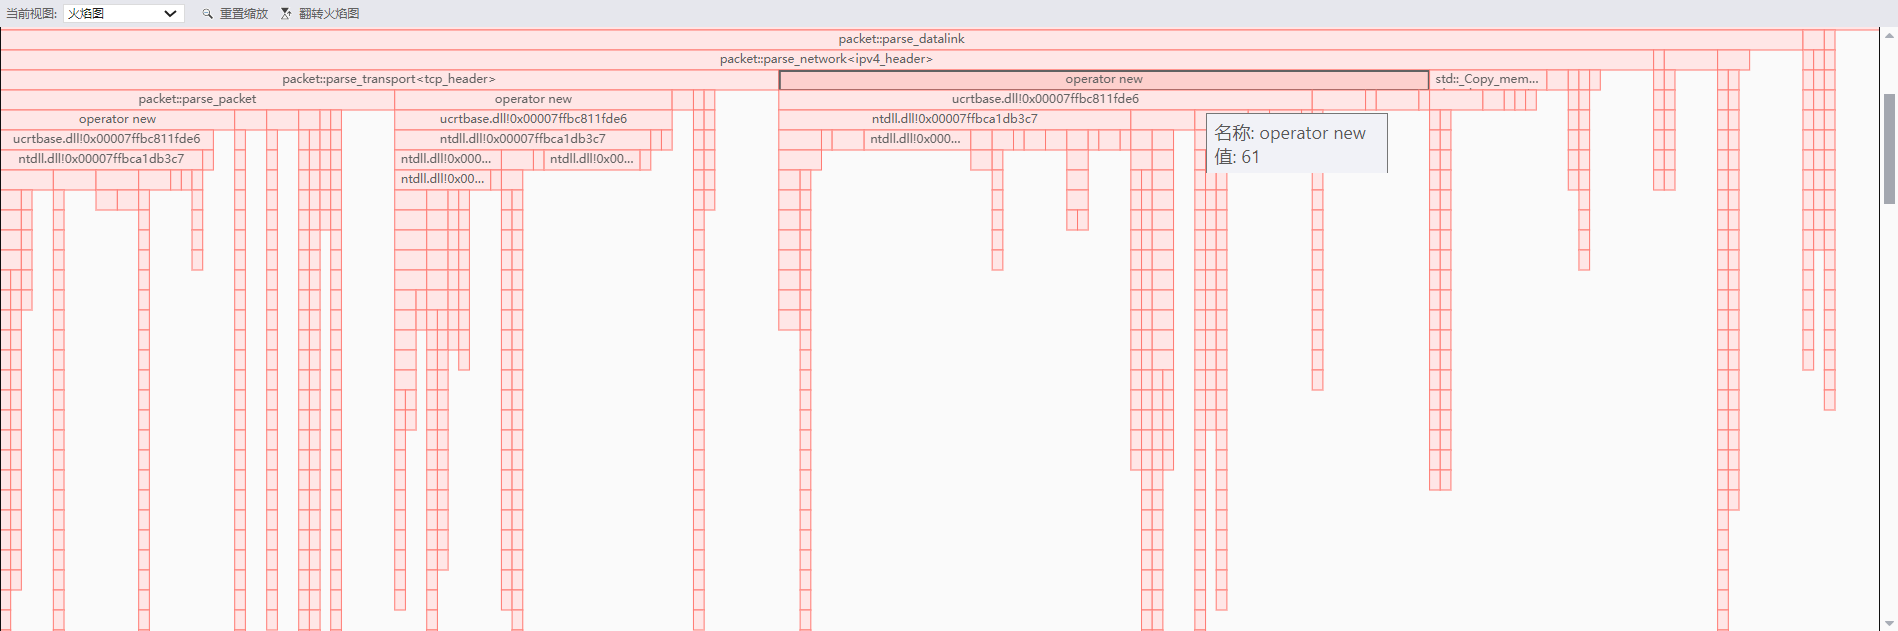 当前视图: 火焰图 重置缩放 翻转火焰图
packet::parse_datalink
packet::parse_network<ipv4_header>
packet::parse_transport<tcp_header> operator new std::_Copy_mem...
packet::parse_packet operator new ucrtbase.dll!0x00007ffbc811fde6
operator new ucrtbase.dll!0x00007ffbc811fde6 ntdll.dll!0x00007ffbca1db3c7
ucrtbase.dll!0x00007ffbc811fde6 ntdll.dll!0x00007ffbca1db3c7 ntdll.dll!0x000...
ntdll.dll!0x00007ffbca1db3c7 ntdll.dll!0x000... ntdll.dll!0x00...
ntdll.dll!0x00...
名称: operator new
值: 61